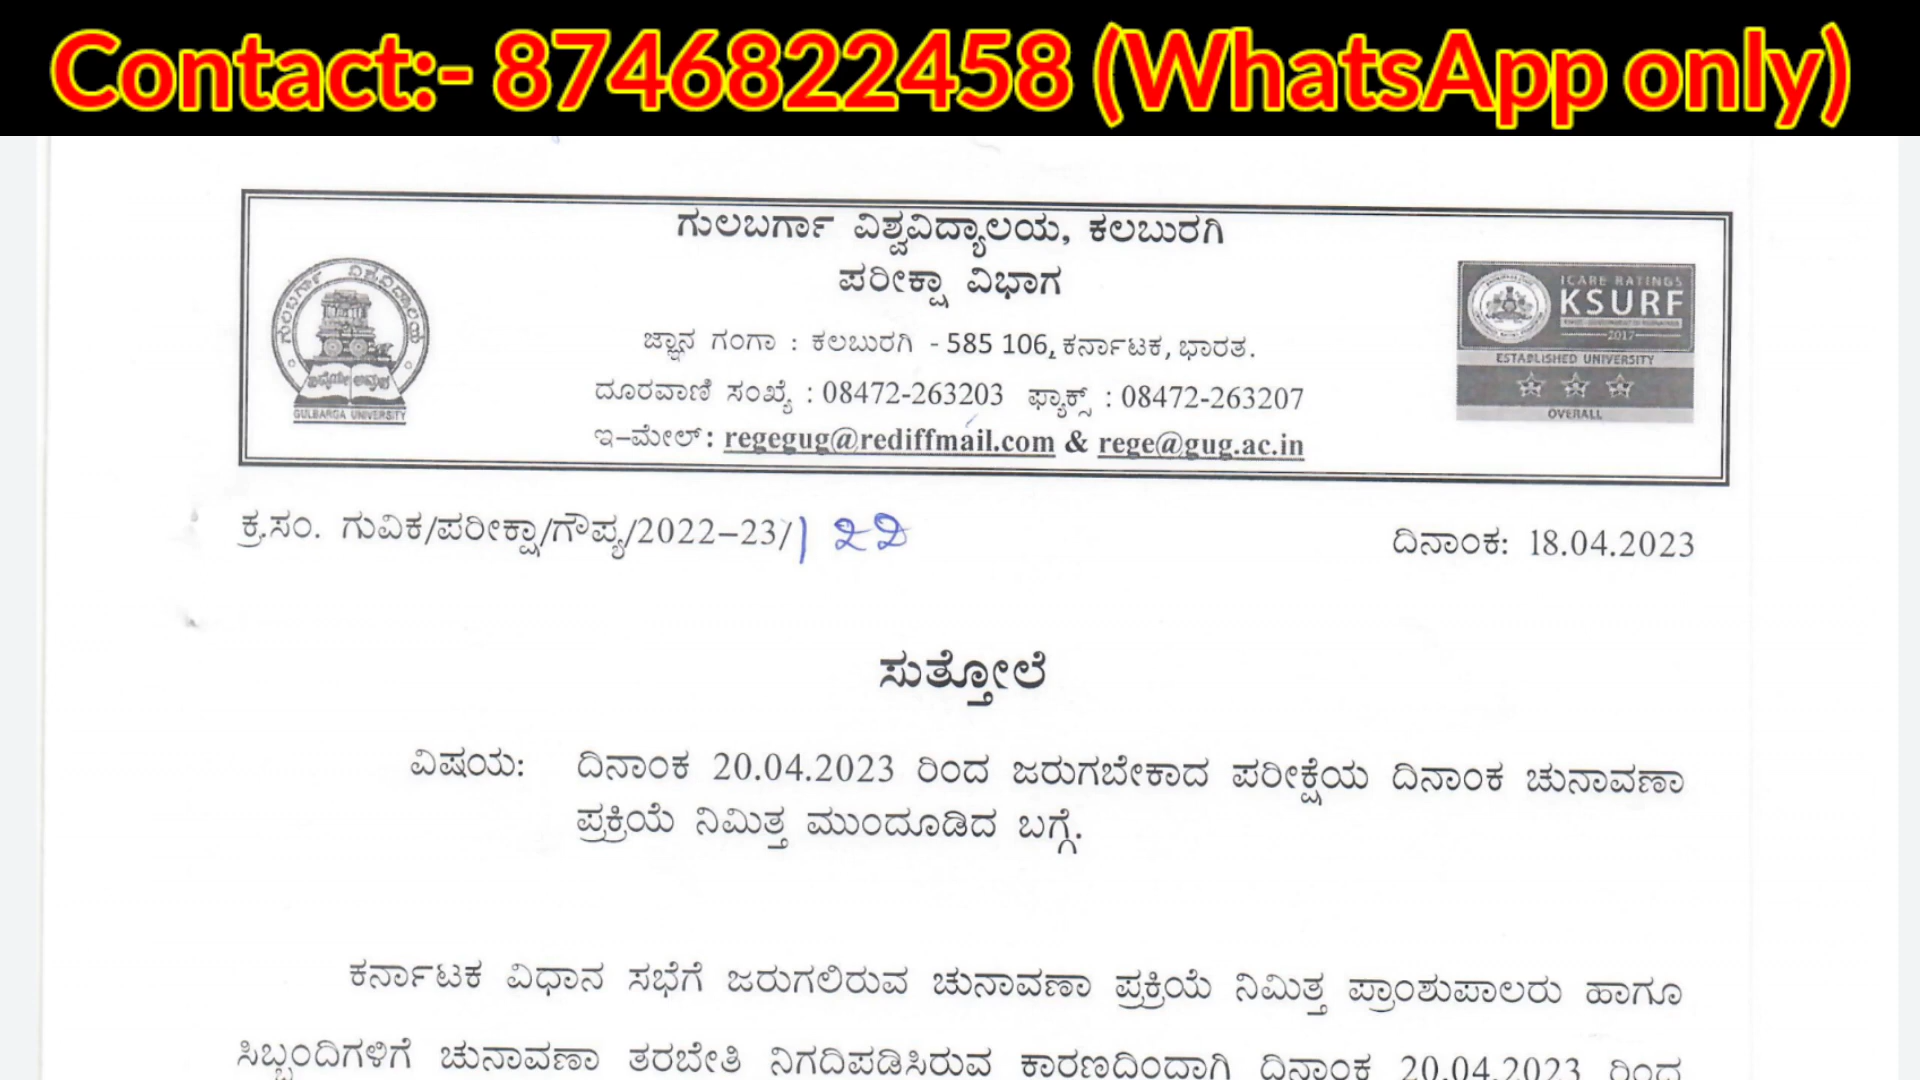 Contact:- 8746822458 (WhatsApp only)
ಗುಲಬರ್ಗಾ ವಿಶ್ವವಿದ್ಯಾಲಯ, ಕಲಬುರಗಿ
ಪರೀಕ್ಷಾ ವಿಭಾಗ
ಜ್ಞಾನ ಗಂಗಾ : ಕಲಬುರಗಿ - 585 106, ಕರ್ನಾಟಕ, ಭಾರತ.
ದೂರವಾಣಿ ಸಂಖ್ಯೆ : 08472-263203 ಫ್ಯಾಕ್ಸ್ : 08472-263207
ಇ-ಮೇಲ್ : regegug@rediffmail.com & rege@gug.ac.in
ಗುಲಬರ್ಗಾ ವಿಶ್ವವಿದ್ಯಾಲಯ
GULBARGA UNIVERSITY
ICARE RATINGS
KSURF
2017
ESTABLISHED UNIVERSITY
OVERALL
ಕ್ರ.ಸಂ. ಗುವಿಕ/ಪರೀಕ್ಷಾ/ಗೌಪ್ಯ/2022-23/ ದಿನಾಂಕ: 18.04.2023
ಸುತ್ತೋಲೆ
ವಿಷಯ: ದಿನಾಂಕ 20.04.2023 ರಿಂದ ಜರುಗಬೇಕಾದ ಪರೀಕ್ಷೆಯ ದಿನಾಂಕ ಚುನಾವಣಾ
ಪ್ರಕ್ರಿಯೆ ನಿಮಿತ್ತ ಮುಂದೂಡಿದ ಬಗ್ಗೆ.
ಕರ್ನಾಟಕ ವಿಧಾನ ಸಭೆಗೆ ಜರುಗಲಿರುವ ಚುನಾವಣಾ ಪ್ರಕ್ರಿಯೆ ನಿಮಿತ್ತ ಪ್ರಾಂಶುಪಾಲರು ಹಾಗೂ
ಸಿಬ್ಬಂದಿಗಳಿಗೆ ಚುನಾವಣಾ ತರಬೇತಿ ನಿಗದಿಪಡಿಸಿರುವ ಕಾರಣದಿಂದಾಗಿ ದಿನಾಂಕ 20.04.2023 ರಿಂದ